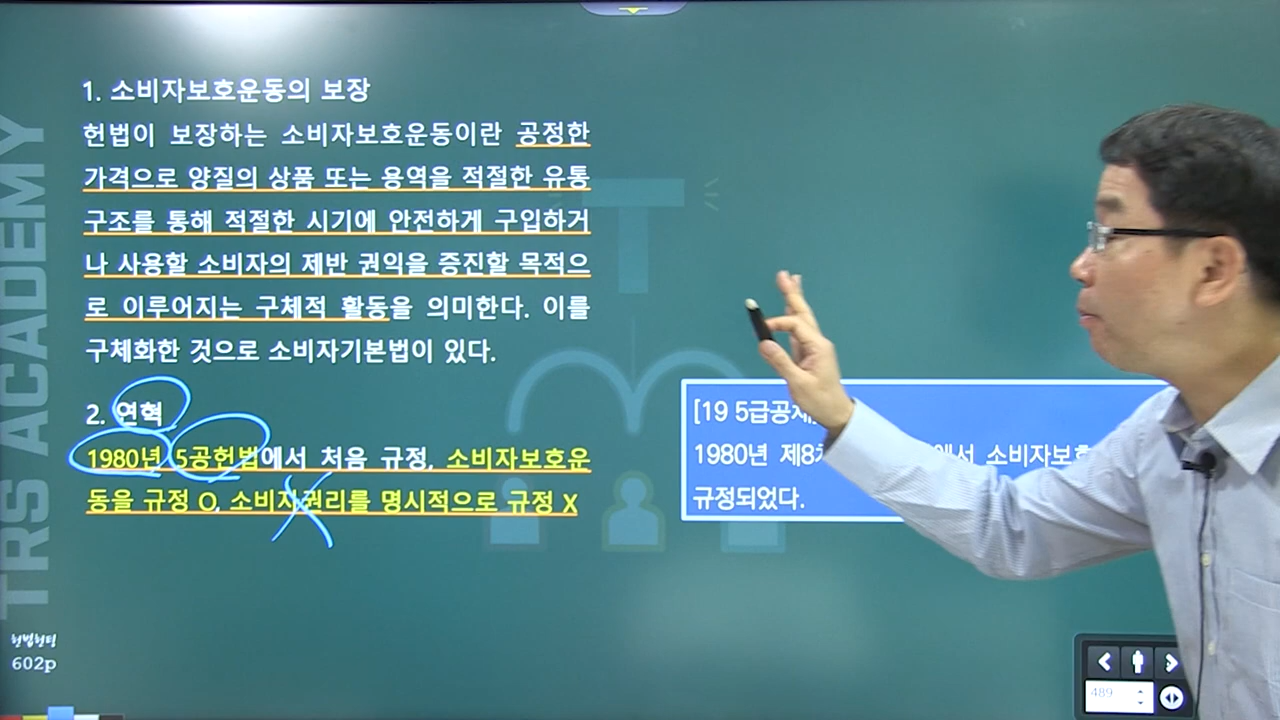 1. 소비자보호운동의 보장
헌법이 보장하는 소비자보호운동이란 공정한
가격으로 양질의 상품 또는 용역을 적절한 유통
구조를 통해 적절한 시기에 안전하게 구입하거
나 사용할 소비자의 제반 권익을 증진할 목적으
로 이루어지는 구체적 활동을 의미한다. 이를
구체화한 것으로 소비자기본법이 있다.
2. 연혁
1980년 5공헌법에서 처음 규정, 소비자보호운
동을 규정 O, 소비자권리를 명시적으로 규정 X
[19 5급공채
1980년 제8차 에서 소비자보호
규정되었다.
TRS ACADEMY
헌법헌터
602p
489